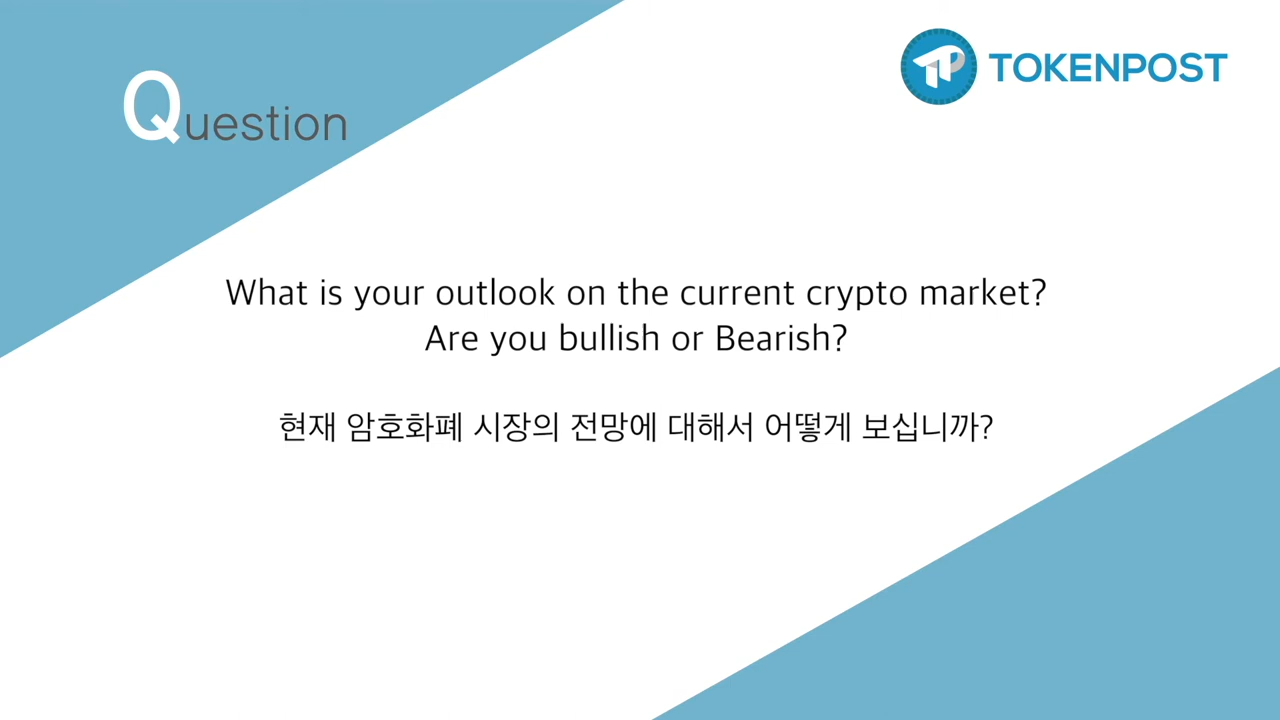 Question
TOKENPOST
What is your outlook on the current crypto market?
Are you bullish or Bearish?
현재 암호화폐 시장의 전망에 대해서 어떻게 보십니까?